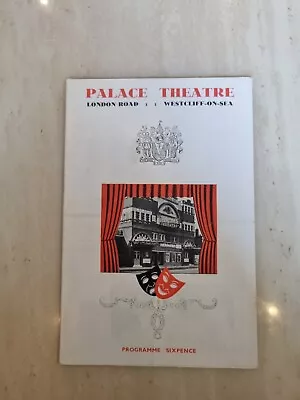 PALACE THEATRE
LONDON ROAD : : WESTCLIFF-ON-SEA
PROGRAMME SIXPENCE